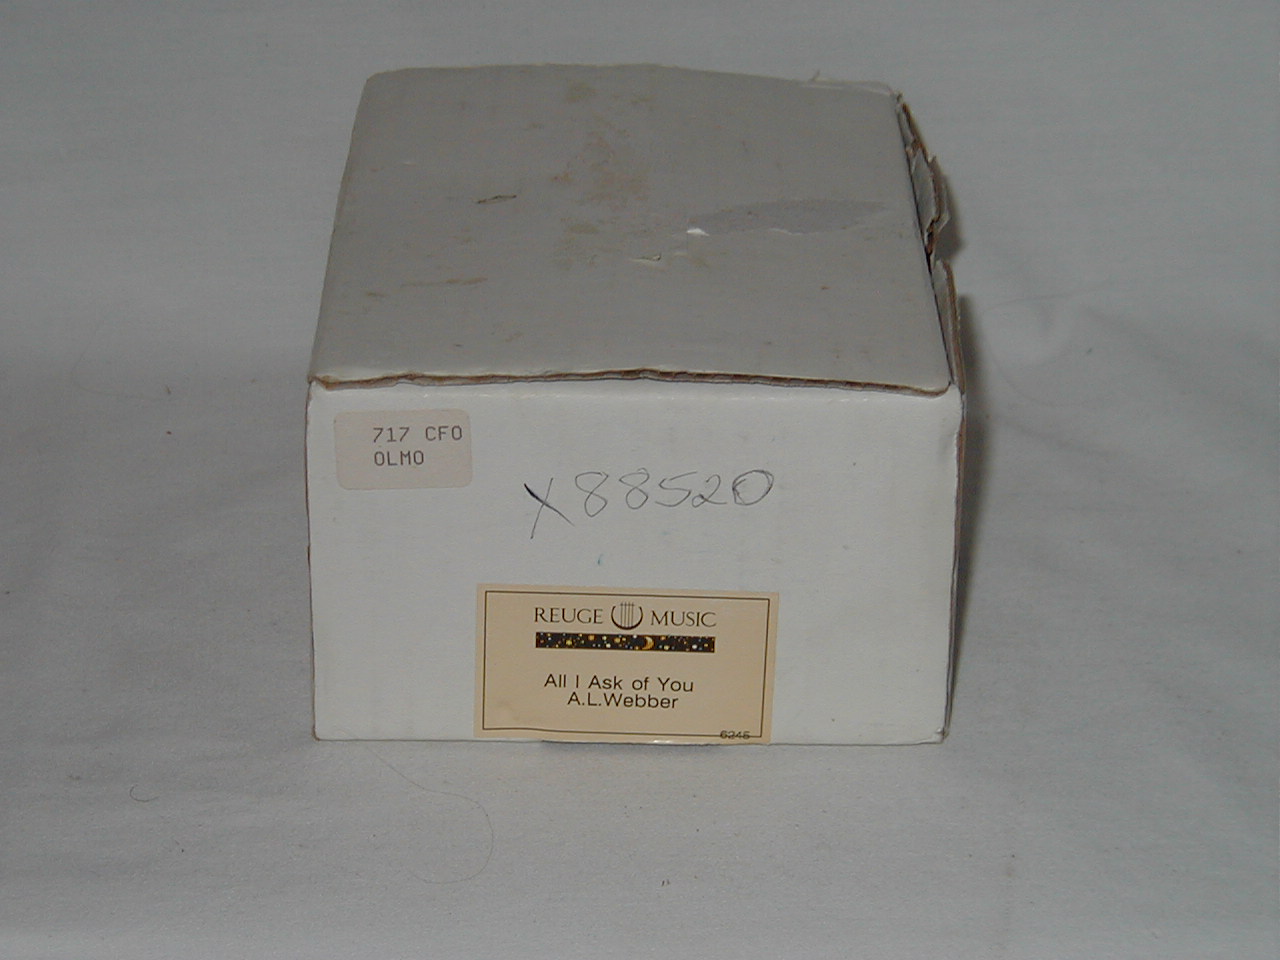 717 CFO
OLMO
X88520
REUGE MUSIC
All I Ask of You
A.L.Webber
6245